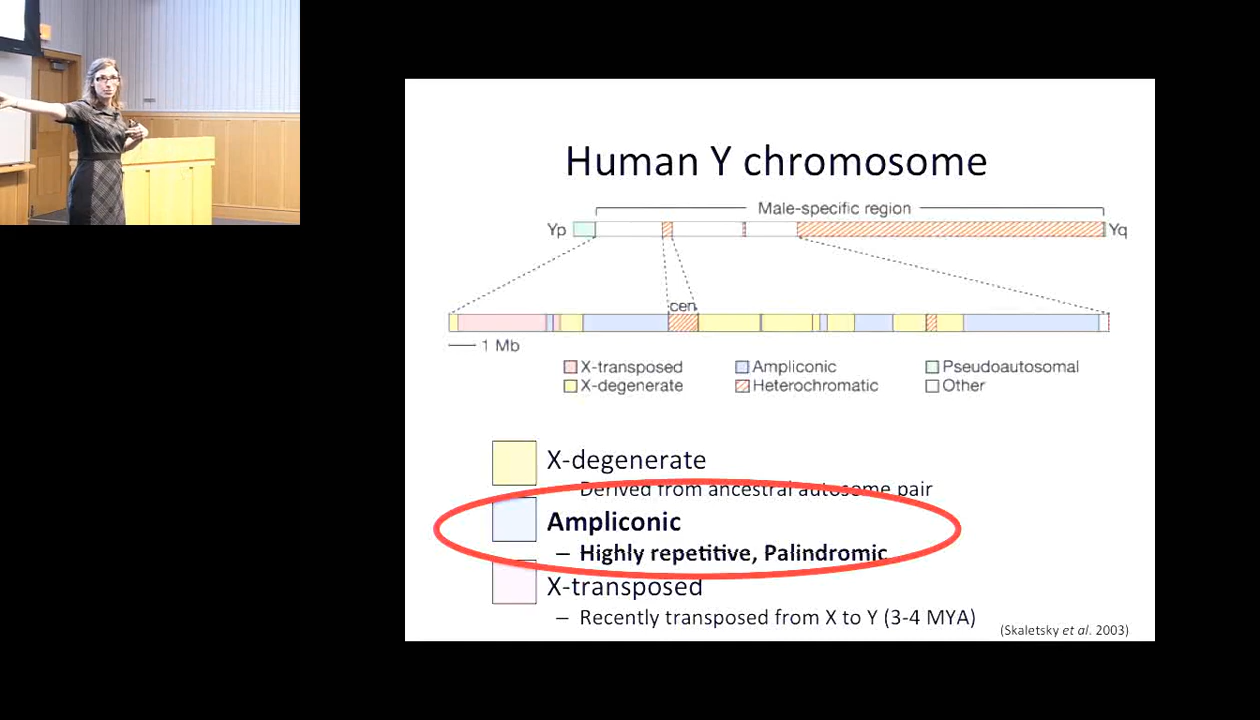 Human Y chromosome
Male-specific region
Yp
Yq
cen
1 Mb
X-transposed
Ampliconic
Pseudoautosomal
X-degenerate
Heterochromatic
Other
X-degenerate
Derived from ancestral autosome pair
Ampliconic
– Highly repetitive, Palindromic
X-transposed
– Recently transposed from X to Y (3-4 MYA)
(Skaletsky et al. 2003)